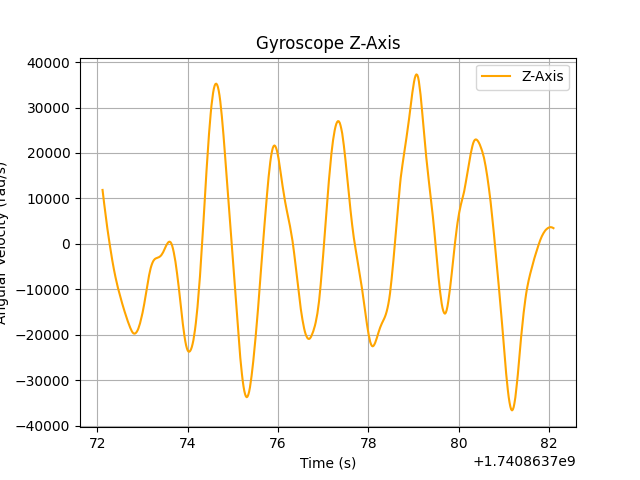 Gyroscope Z-Axis
Z-Axis
40000
30000
20000
10000
0
−10000
−20000
−30000
−40000
Angular Velocity (rad/s)
72 74 76 78 80 82
Time (s)
+1.7408637e9